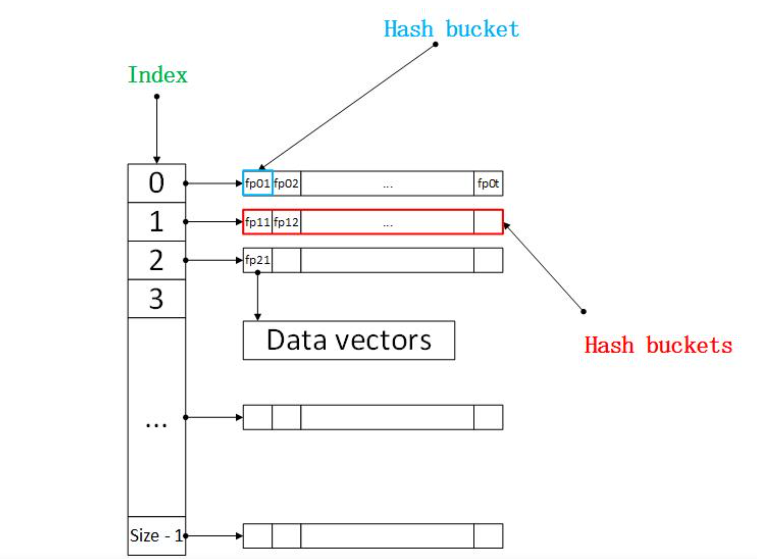 Hash bucket
Index
0
fp01 fp02 ... fp0t
1
fp11 fp12 ...
2
fp21
3
Data vectors
Hash buckets
...
Size - 1